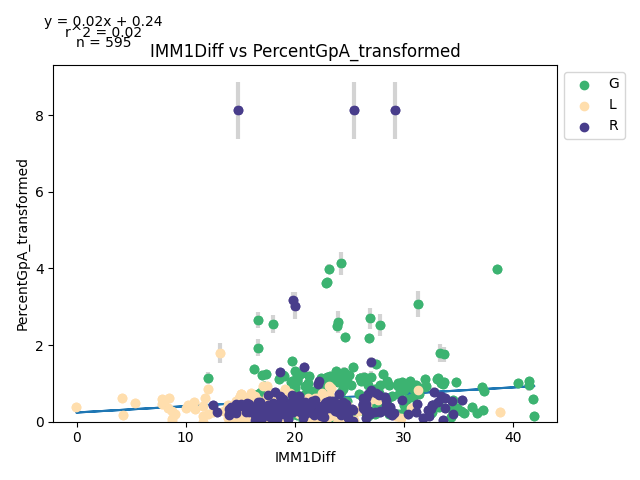 y = 0.02x + 0.24
r^2 = 0.02
n = 595
IMM1Diff vs PercentGpA_transformed
G
L
R
PercentGpA_transformed
8
6
4
2
0
0 10 20 30 40
IMM1Diff